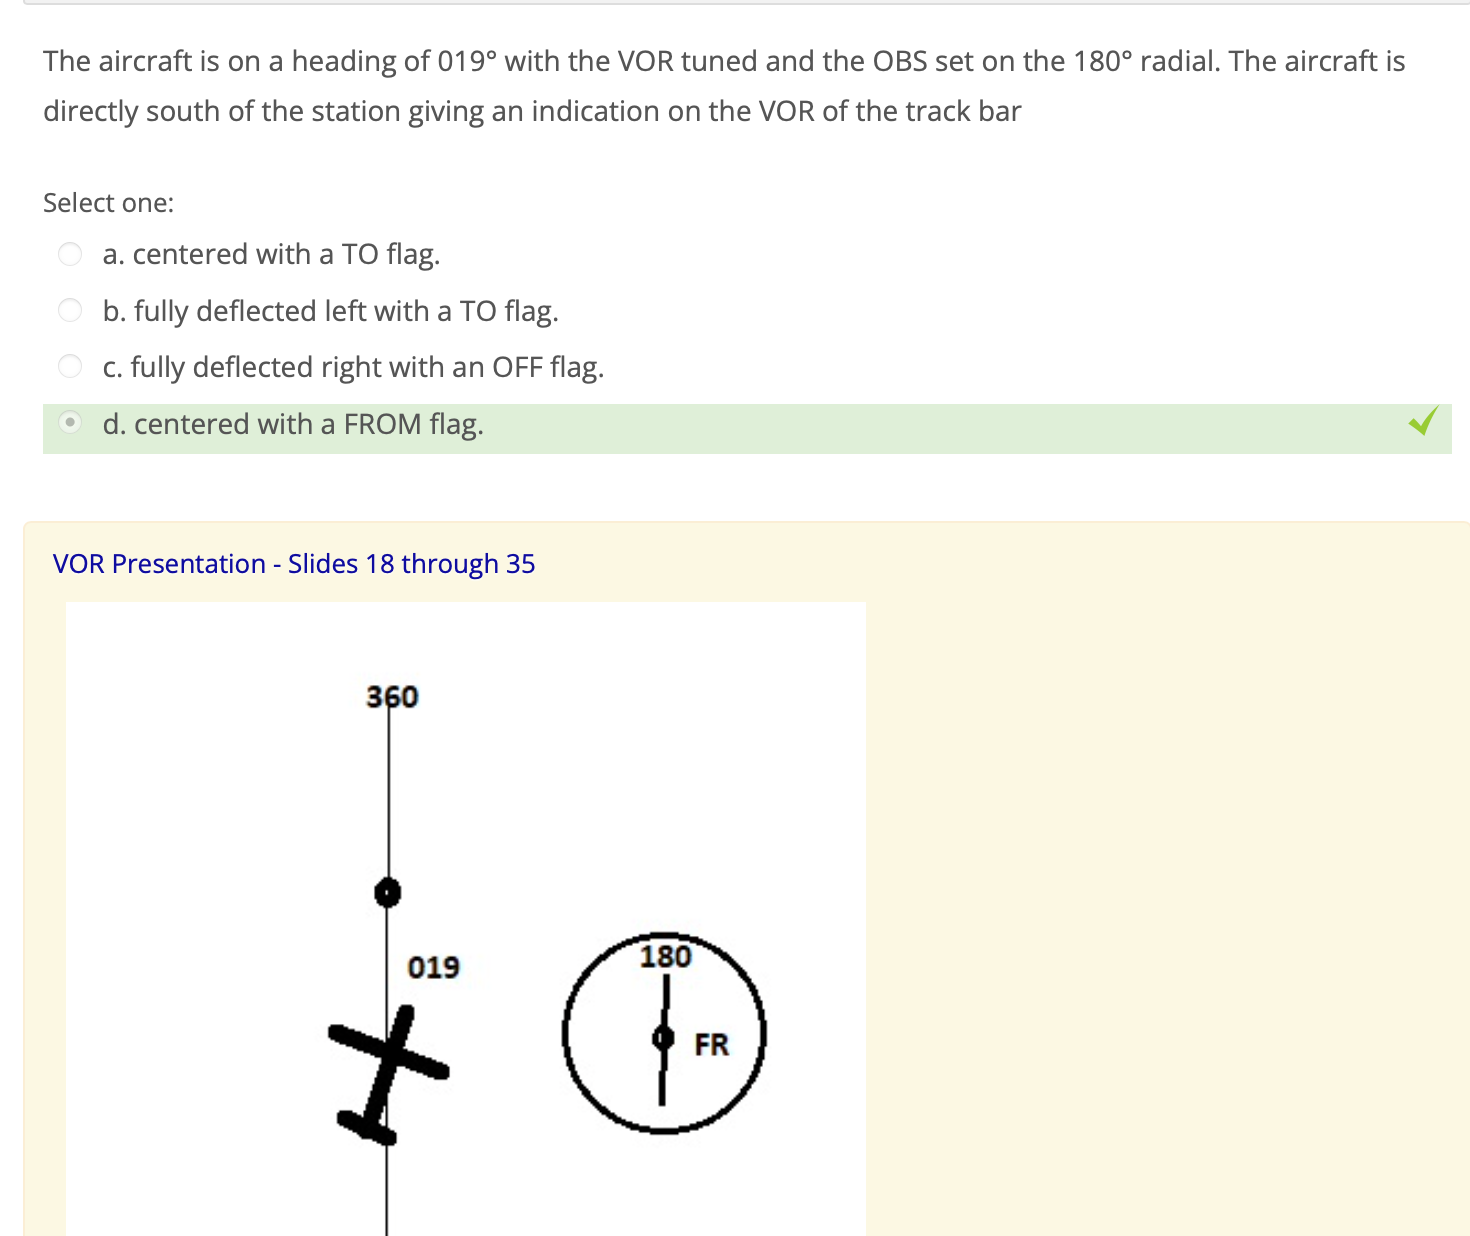 The aircraft is on a heading of 019° with the VOR tuned and the OBS set on the 180° radial. The aircraft is
directly south of the station giving an indication on the VOR of the track bar
Select one:
a. centered with a TO flag.
b. fully deflected left with a TO flag.
c. fully deflected right with an OFF flag.
d. centered with a FROM flag.
VOR Presentation - Slides 18 through 35
360
019
180
FR